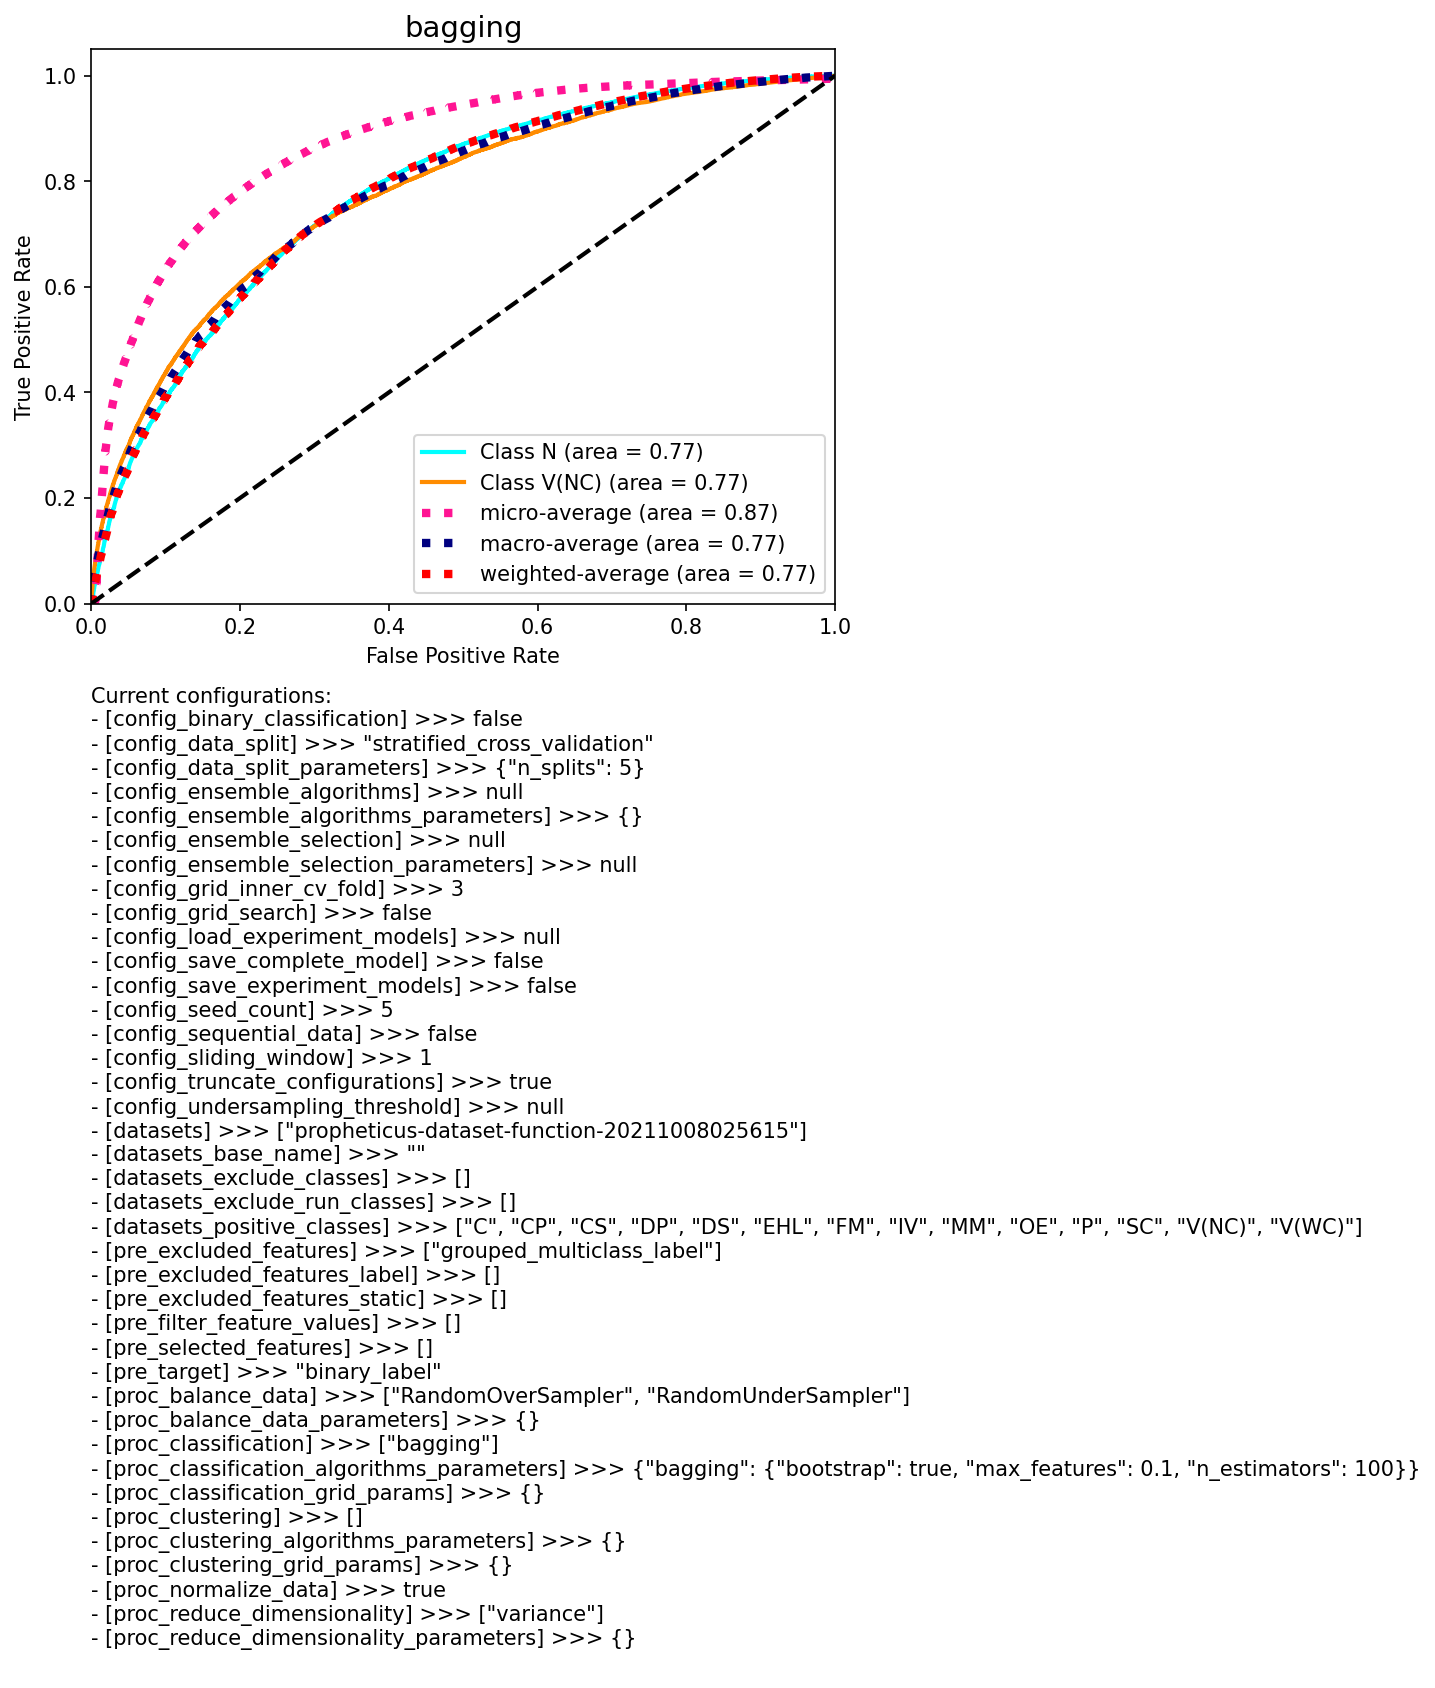 bagging
1.0
0.8
0.6
0.4
0.2
0.0
True Positive Rate
Class N (area = 0.77)
Class V(NC) (area = 0.77)
micro-average (area = 0.87)
macro-average (area = 0.77)
weighted-average (area = 0.77)
0.0 0.2 0.4 0.6 0.8 1.0
False Positive Rate
Current configurations:
- [config_binary_classification] >>> false
- [config_data_split] >>> "stratified_cross_validation"
- [config_data_split_parameters] >>> {"n_splits": 5}
- [config_ensemble_algorithms] >>> null
- [config_ensemble_algorithms_parameters] >>> {}
- [config_ensemble_selection] >>> null
- [config_ensemble_selection_parameters] >>> null
- [config_grid_inner_cv_fold] >>> 3
- [config_grid_search] >>> false
- [config_load_experiment_models] >>> null
- [config_save_complete_model] >>> false
- [config_save_experiment_models] >>> false
- [config_seed_count] >>> 5
- [config_sequential_data] >>> false
- [config_sliding_window] >>> 1
- [config_truncate_configurations] >>> true
- [config_undersampling_threshold] >>> null
- [datasets] >>> ["propheticus-dataset-function-20211008025615"]
- [datasets_base_name] >>> ""
- [datasets_exclude_classes] >>> []
- [datasets_exclude_run_classes] >>> []
- [datasets_positive_classes] >>> ["C", "CP", "CS", "DP", "DS", "EHL", "FM", "IV", "MM", "OE", "P", "SC", "V(NC)", "V(WC)"]
- [pre_excluded_features] >>> ["grouped_multiclass_label"]
- [pre_excluded_features_label] >>> []
- [pre_excluded_features_static] >>> []
- [pre_filter_feature_values] >>> []
- [pre_selected_features] >>> []
- [pre_target] >>> "binary_label"
- [proc_balance_data] >>> ["RandomOverSampler", "RandomUnderSampler"]
- [proc_balance_data_parameters] >>> {}
- [proc_classification] >>> ["bagging"]
- [proc_classification_algorithms_parameters] >>> {"bagging": {"bootstrap": true, "max_features": 0.1, "n_estimators": 100}}
- [proc_classification_grid_params] >>> {}
- [proc_clustering] >>> []
- [proc_clustering_algorithms_parameters] >>> {}
- [proc_clustering_grid_params] >>> {}
- [proc_normalize_data] >>> true
- [proc_reduce_dimensionality] >>> ["variance"]
- [proc_reduce_dimensionality_parameters] >>> {}